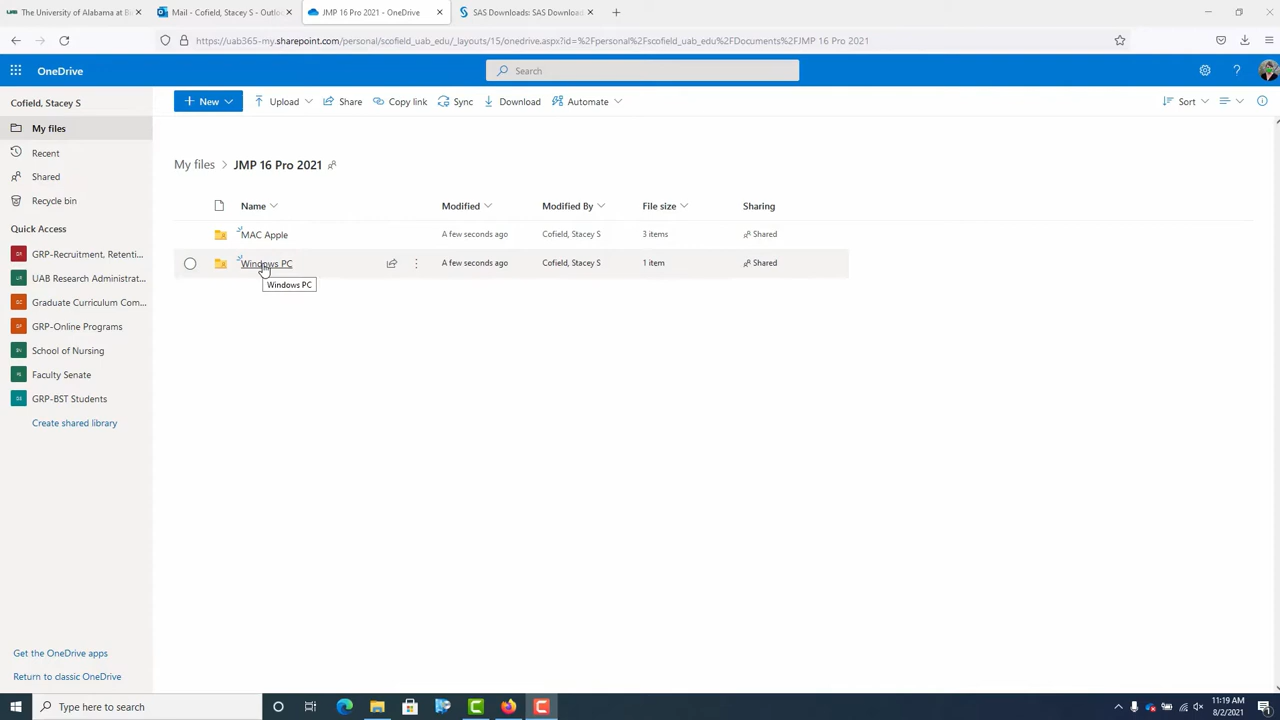 The University of Alabama at Bi
Mail - Cofield, Stacey S - Outloo
JMP 16 Pro 2021 - OneDrive
SAS Downloads: SAS Download
https://uab365-my.sharepoint.com/personal/scofield_uab_edu/_layouts/15/onedrive.aspx?id=%2Fpersonal%2Fscofield_uab_edu%2FDocuments%2FJMP 16 Pro 2021
OneDrive
Search
?
Cofield, Stacey S
New
Upload
Share
Copy link
Sync
Download
Automate
Sort
My files
Recent
Shared
Recycle bin
Quick Access
GRP-Recruitment, Retenti...
UAB Research Administrat...
Graduate Curriculum Com...
GRP-Online Programs
School of Nursing
Faculty Senate
GRP-BST Students
Create shared library
Get the OneDrive apps
Return to classic OneDrive
My files > JMP 16 Pro 2021
Name Modified Modified By File size Sharing
MAC Apple A few seconds ago Cofield, Stacey S 3 items Shared
Windows PC A few seconds ago Cofield, Stacey S 1 item Shared
Windows PC
Type here to search
11:19 AM
8/2/2021